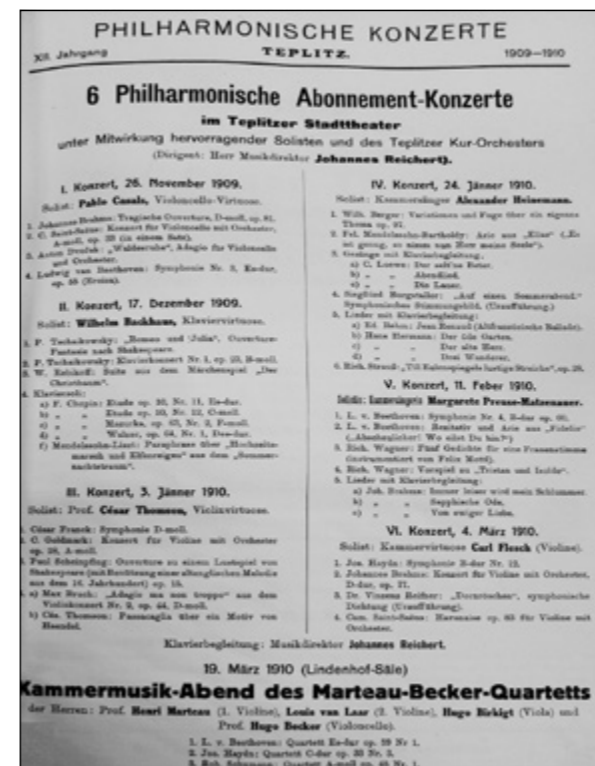 PHILHARMONISCHE KONZERTE
XII. Jahrgang TEPLITZ. 1909—1910
6 Philharmonische Abonnement-Konzerte
im Teplitzer Stadttheater
unter Mitwirkung hervorragender Solisten und des Teplitzer Kur-Orchesters
(Dirigent: Herr Musikdirektor Johannes Reichert).
I. Konzert, 26. November 1909.
Solist: Pablo Casals, Violoncello-Virtuose.
1. Johannes Brahms: Tragische Ouverture, D-moll, op. 81.
2. C. Saint-Saëns: Konzert für Violoncello mit Orchester,
A-moll, op. 33 (in einem Satz).
3. Anton Dvořak: „Waldesruhe", Adagio für Violoncello
und Orchester.
4. Ludwig van Beethoven: Symphonie Nr. 3, Es-dur,
op. 55 (Eroica).
II. Konzert, 17. Dezember 1909.
Solist: Wilhelm Backhaus, Klaviervirtuose.
1. P. Tschaikowsky: „Romeo und Julia", Ouverture-
Fantasie nach Shakespeare.
2. P. Tschaikowsky: Klavierkonzert Nr. 1, op. 23, B-moll.
3. W. Rehikoff: Suite aus dem Märchenspiel „Der
Christbaum".
4. Klaviersoli:
a) F. Chopin: Etude op. 10, Nr. 11, Es-dur.
b) „ „ Etude op. 10, Nr. 12, C-moll.
c) „ „ Mazurka, op. 63, Nr. 2, F-moll.
d) „ „ Walzer, op. 64, Nr. 1, Des-dur.
f) Mendelssohn-Liszt: Paraphrase über „Hochzeits-
marsch und Elfenreigen" aus dem „Sommer-
nachtstraum".
III. Konzert, 3. Jänner 1910.
Solist: Prof. César Thomson, Violinvirtuose.
César Franck: Symphonie D-moll.
C. Goldmark: Konzert für Violine mit Orchester
op. 28, A-moll.
Paul Scheinpflug: Ouverture zu einem Lustspiel von
Shakespeare (mit Benützung einer altenglischen Melodie
aus dem 16. Jahrhundert) op. 15.
a) Max Bruch: „Adagio ma non troppo" aus dem
Violinkonzert Nr. 2, op. 44, D-moll.
b) Cés. Thomson: Passacaglia über ein Motiv von
Haendel.
IV. Konzert, 24. Jänner 1910.
Solist: Kammersänger Alexander Heinemann.
1. Wilh. Berger: Variationen und Fuge über ein eigenes
Thema op. 97.
2. Fel. Mendelssohn-Bartholdy: Arie aus „Elias" („Es
ist genug, so nimm nun Herr meine Seele").
3. Gesänge mit Klavierbegleitung:
a) C. Loewe: Der
b) „ „ Abendlied.
c) „ „ Die Lauer.
4. Siegfried Burgstaller: „Auf einen Sommerabend."
Symphonisches Stimmungsbild. (Uraufführung.)
5. Lieder mit Klavierbegleitung:
a) Ed. Behm: Jean Renaud (Altfranzösische Ballade).
b) Hans Hermann: Der öde Garten.
c) „ „ Der alte Herr.
d) „ „ Drei Wanderer.
6. Rich. Strauß: „Till Eulenspiegels lustige Streiche", op. 28.
V. Konzert, 11. Feber 1910.
Solistin: Kammersängerin Margarete Preuse-Matzenauer.
1. L. v. Beethoven: Symphonie Nr. 4, B-dur op. 60.
2. L. v. Beethoven: Rezitativ und Arie aus „Fidelio"
(„Abscheulicher! Wo eilst Du hin?")
3. Rich. Wagner: Fünf Gedichte für eine Frauenstimme
(instrumentiert von Felix Mottl).
4. Rich. Wagner: Vorspiel zu „Tristan und Isolde".
5. Lieder mit Klavierbegleitung:
a) Joh. Brahms: Immer leiser wird mein Schlummer.
b) „ „ Sapphische Ode.
c) „ „ Von ewiger Liebe.
VI. Konzert, 4. März 1910.
Solist: Kammervirtuose Carl Flesch (Violine).
1. Jos. Haydn: Symphonie B-dur Nr. 12.
2. Johannes Brahms: Konzert für Violine mit Orchester,
D-dur, op. 77.
3. Dr. Vinzenz Reifner: „Dornröschen", symphonische
Dichtung (Uraufführung.)
4. Cam. Saint-Saëns: Havanaise op. 83 für Violine mit
Orchester.
Klavierbegleitung: Musikdirektor Johannes Reichert.
19. März 1910 (Lindenhof-Säle)
Kammermusik-Abend des Marteau-Becker-Quartetts
der Herren: Prof. Henri Marteau (1. Violine), Louis van Laar (2. Violine), Hugo Birkigt (Viola) und
Prof. Hugo Becker (Violoncello).
1. L. v. Beethoven: Quartett Es-dur op. 59 Nr 1.
2. Jos. Haydn: Quartett C-dur op. 33 Nr 3.
3. Rob. Schumann: Quartett A-moll op. 41 Nr 1.